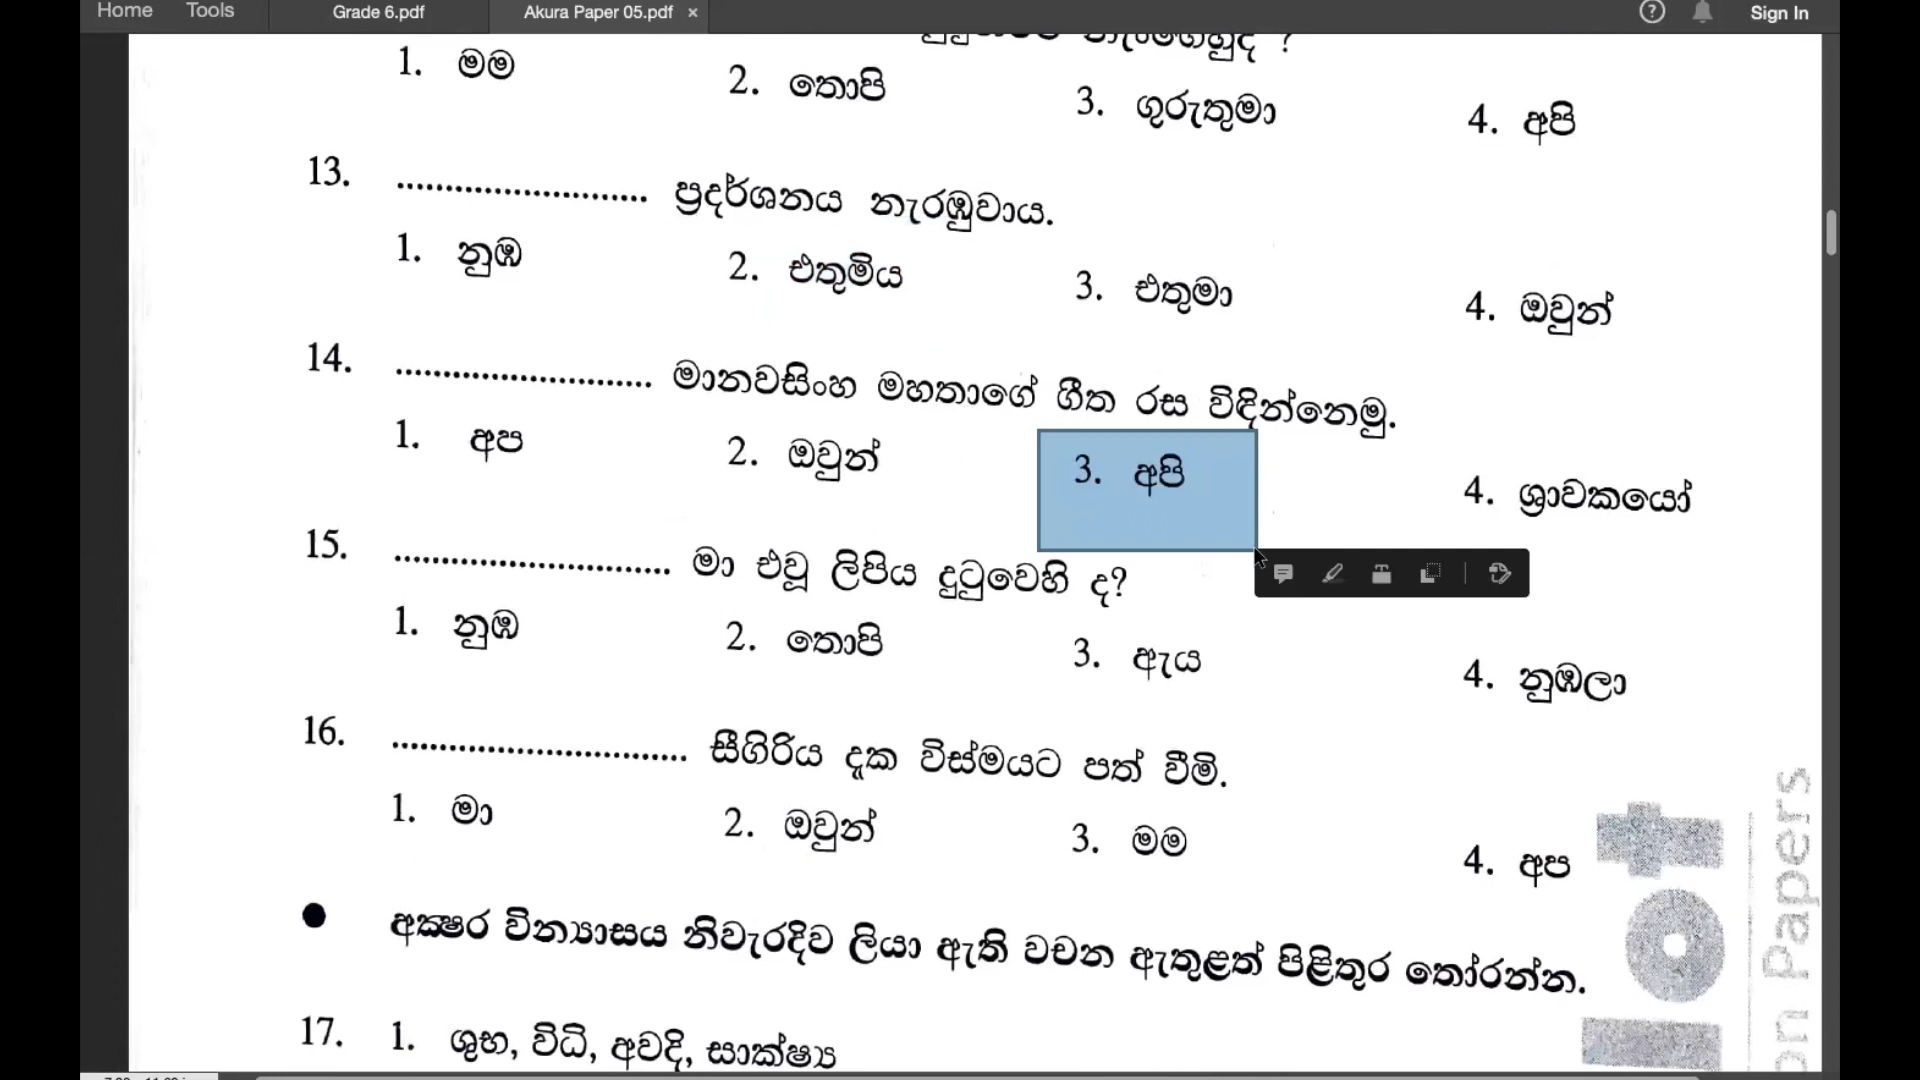 Home Tools Grade 6.pdf Akura Paper 05.pdf × ? Sign In
1. මම 2. තොපි 3. ගුරුතුමා 4. අපි
13. .......................... ප්‍රදර්ශනය නැරඹුවාය.
1. නුඹ 2. එතුමිය 3. එතුමා 4. ඔවුන්
14. .......................... මානවසිංහ මහතාගේ ගීත රස විඳින්නෙමු.
1. අප 2. ඔවුන් 3. අපි 4. ශ්‍රාවකයෝ
15. .......................... මා එවූ ලිපිය දුටුවෙහි ද?
1. නුඹ 2. තොපි 3. ඇය 4. නුඹලා
16. .......................... සීගිරිය දැක විස්මයට පත් වීමි.
1. මා 2. ඔවුන් 3. මම 4. අප
● අක්ෂර වින්‍යාසය නිවැරදිව ලියා ඇති වචන ඇතුළත් පිළිතුර තෝරන්න.
17. 1. ශුභ, විධි, අවදි, සාක්ෂ්‍ය
Papers